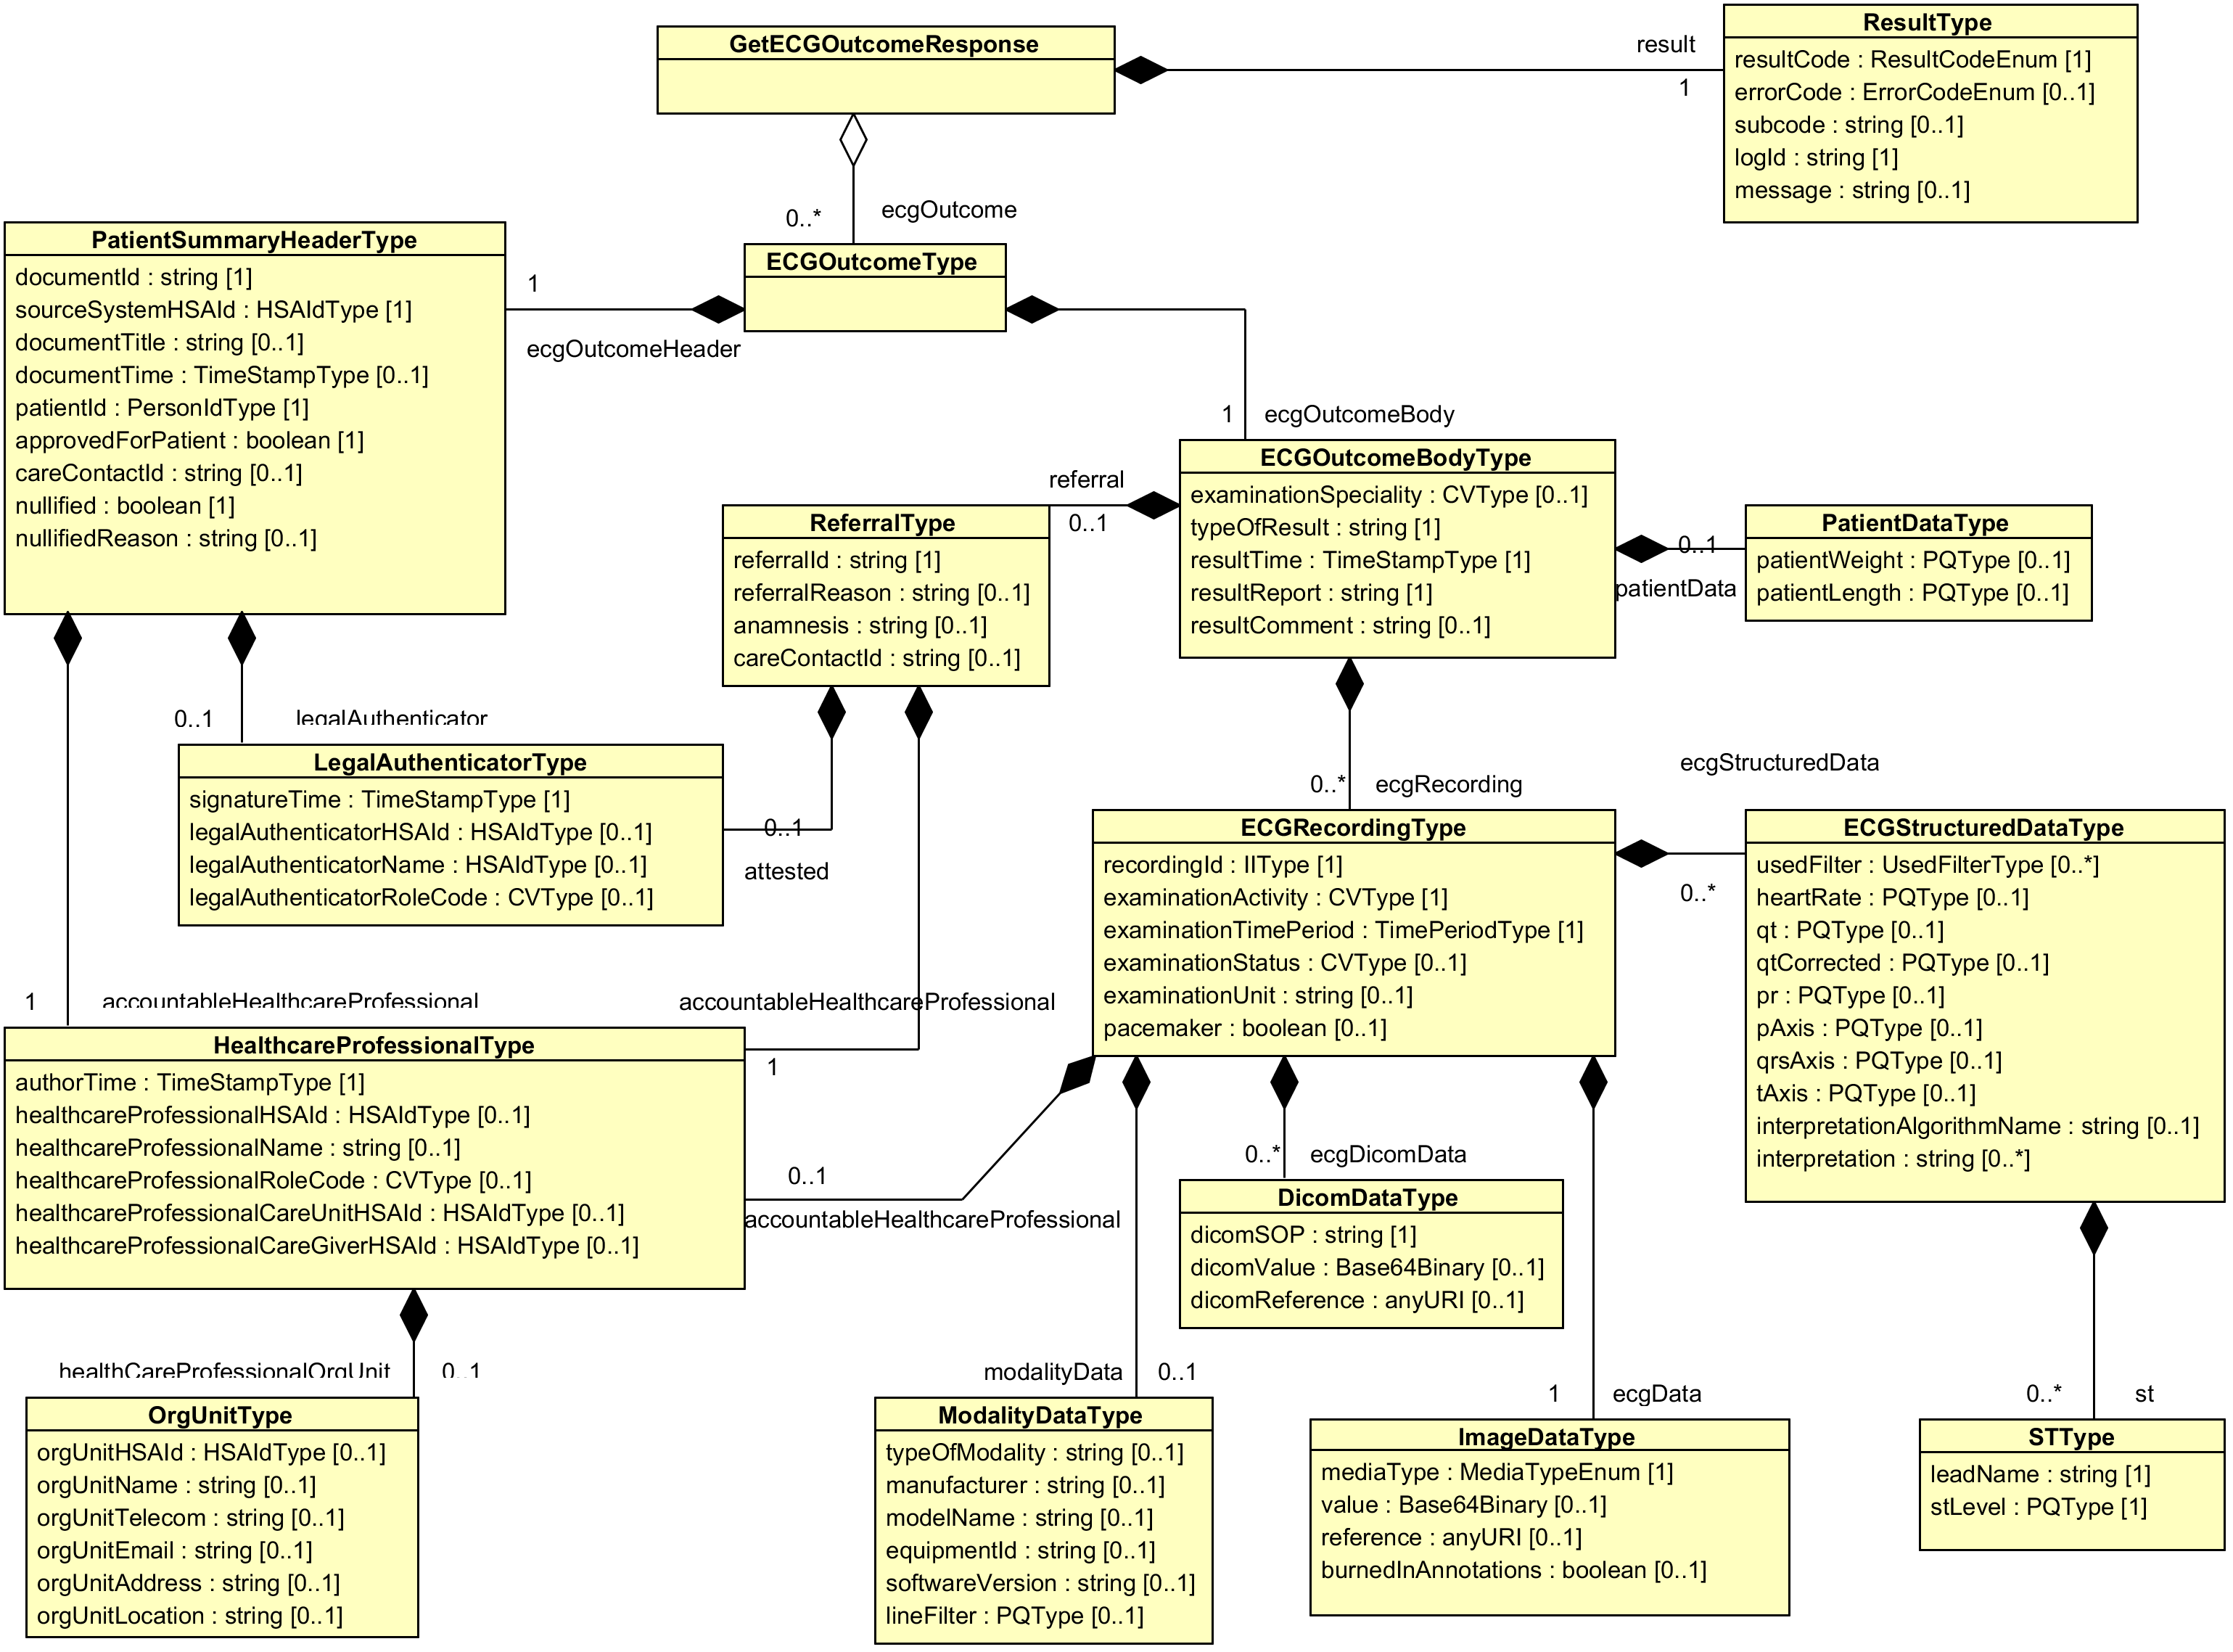 GetECGOutcomeResponse
result
1
ResultType
resultCode : ResultCodeEnum [1]
errorCode : ErrorCodeEnum [0..1]
subcode : string [0..1]
logId : string [1]
message : string [0..1]
0..*
ecgOutcome
ECGOutcomeType
PatientSummaryHeaderType
documentId : string [1]
sourceSystemHSAId : HSAIdType [1]
documentTitle : string [0..1]
documentTime : TimeStampType [0..1]
patientId : PersonIdType [1]
approvedForPatient : boolean [1]
careContactId : string [0..1]
nullified : boolean [1]
nullifiedReason : string [0..1]
1
ecgOutcomeHeader
1
ecgOutcomeBody
ECGOutcomeBodyType
examinationSpeciality : CVType [0..1]
typeOfResult : string [1]
resultTime : TimeStampType [1]
resultReport : string [1]
resultComment : string [0..1]
referral
0..1
ReferralType
referralId : string [1]
referralReason : string [0..1]
anamnesis : string [0..1]
careContactId : string [0..1]
0..1
patientData
PatientDataType
patientWeight : PQType [0..1]
patientLength : PQType [0..1]
0..1
legalAuthenticator
LegalAuthenticatorType
signatureTime : TimeStampType [1]
legalAuthenticatorHSAId : HSAIdType [0..1]
legalAuthenticatorName : HSAIdType [0..1]
legalAuthenticatorRoleCode : CVType [0..1]
0..1
attested
0..*
ecgRecording
ECGRecordingType
recordingId : IIType [1]
examinationActivity : CVType [1]
examinationTimePeriod : TimePeriodType [1]
examinationStatus : CVType [0..1]
examinationUnit : string [0..1]
pacemaker : boolean [0..1]
ecgStructuredData
0..*
ECGStructuredDataType
usedFilter : UsedFilterType [0..*]
heartRate : PQType [0..1]
qt : PQType [0..1]
qtCorrected : PQType [0..1]
pr : PQType [0..1]
pAxis : PQType [0..1]
qrsAxis : PQType [0..1]
tAxis : PQType [0..1]
interpretationAlgorithmName : string [0..1]
interpretation : string [0..*]
1
accountableHealthcareProfessional
accountableHealthcareProfessional
1
HealthcareProfessionalType
authorTime : TimeStampType [1]
healthcareProfessionalHSAId : HSAIdType [0..1]
healthcareProfessionalName : string [0..1]
healthcareProfessionalRoleCode : CVType [0..1]
healthcareProfessionalCareUnitHSAId : HSAIdType [0..1]
healthcareProfessionalCareGiverHSAId : HSAIdType [0..1]
0..1
accountableHealthcareProfessional
0..*
ecgDicomData
DicomDataType
dicomSOP : string [1]
dicomValue : Base64Binary [0..1]
dicomReference : anyURI [0..1]
healthCareProfessionalOrgUnit
0..1
OrgUnitType
orgUnitHSAId : HSAIdType [0..1]
orgUnitName : string [0..1]
orgUnitTelecom : string [0..1]
orgUnitEmail : string [0..1]
orgUnitAddress : string [0..1]
orgUnitLocation : string [0..1]
modalityData
0..1
ModalityDataType
typeOfModality : string [0..1]
manufacturer : string [0..1]
modelName : string [0..1]
equipmentId : string [0..1]
softwareVersion : string [0..1]
lineFilter : PQType [0..1]
1
ecgData
ImageDataType
mediaType : MediaTypeEnum [1]
value : Base64Binary [0..1]
reference : anyURI [0..1]
burnedInAnnotations : boolean [0..1]
0..*
st
STType
leadName : string [1]
stLevel : PQType [1]